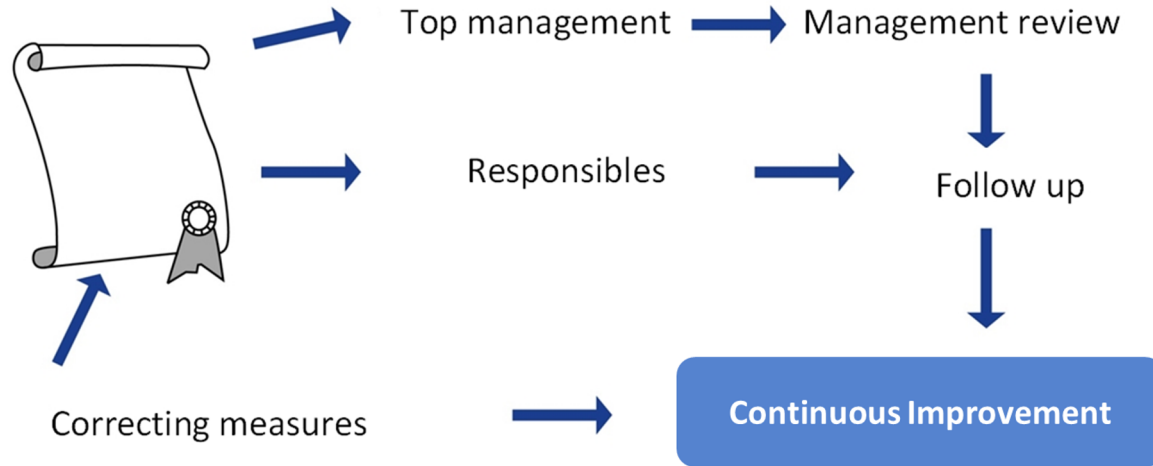 Top management
Management review
Responsibles
Follow up
Correcting measures
Continuous Improvement